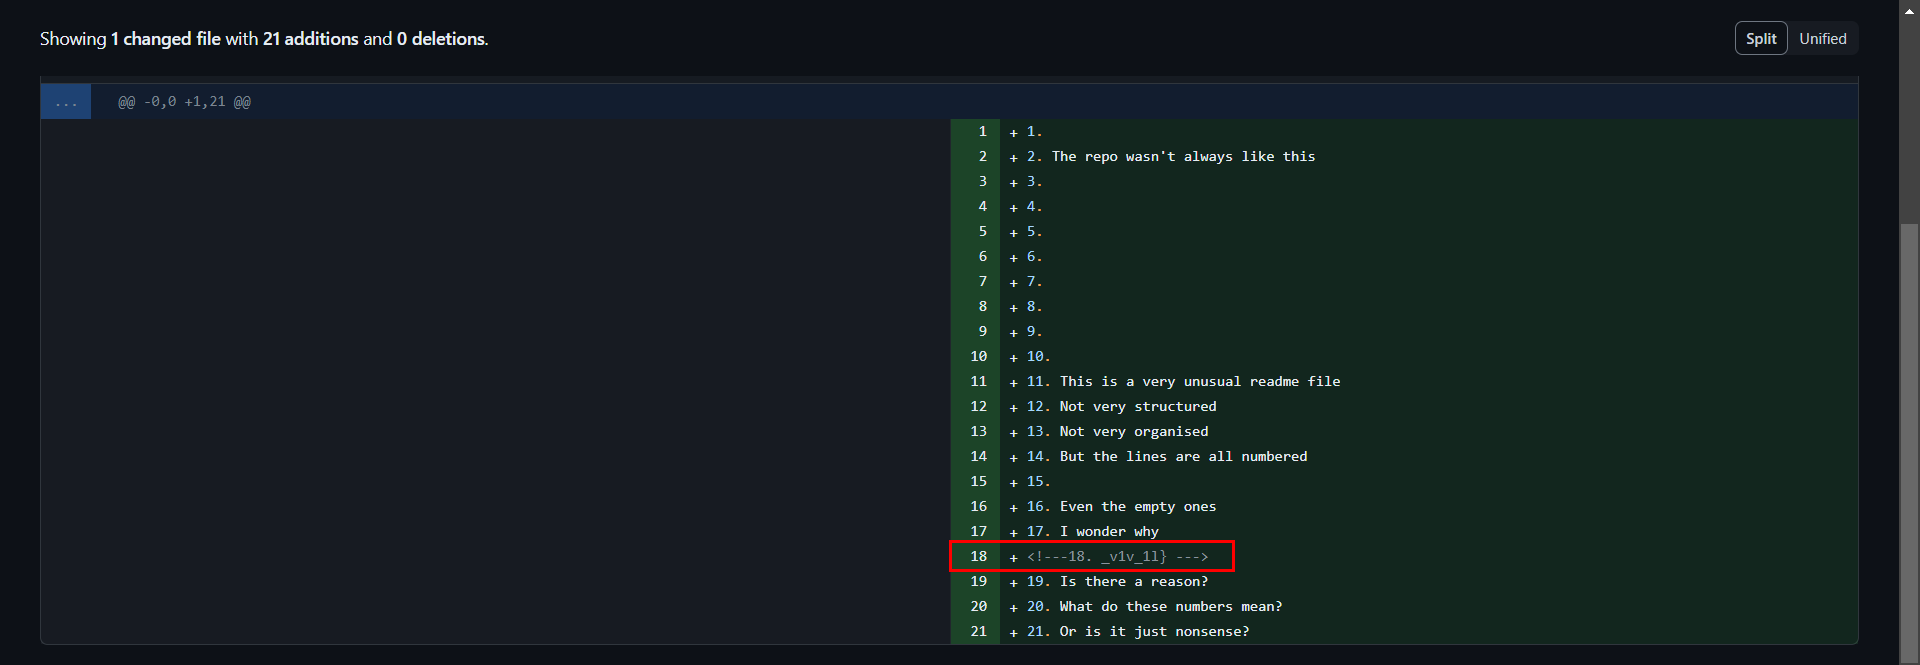 Showing 1 changed file with 21 additions and 0 deletions.
Split Unified
... @@ -0,0 +1,21 @@
1 + 1.
2 + 2. The repo wasn't always like this
3 + 3.
4 + 4.
5 + 5.
6 + 6.
7 + 7.
8 + 8.
9 + 9.
10 + 10.
11 + 11. This is a very unusual readme file
12 + 12. Not very structured
13 + 13. Not very organised
14 + 14. But the lines are all numbered
15 + 15.
16 + 16. Even the empty ones
17 + 17. I wonder why
18 + <!---18. _v1v_1l} --->
19 + 19. Is there a reason?
20 + 20. What do these numbers mean?
21 + 21. Or is it just nonsense?